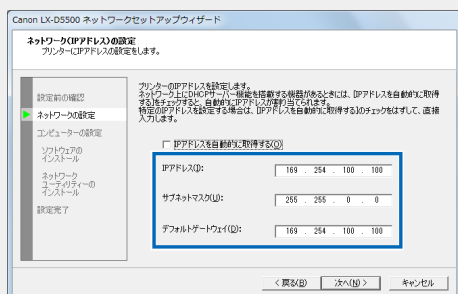 Canon LX-D5500 ネットワークセットアップウィザード
ネットワーク(IPアドレス)の設定
プリンターにIPアドレスの設定をします。
設定前の確認
ネットワークの設定
コンピューターの設定
ソフトウェアの
インストール
ネットワーク
ユーティリティーの
インストール
設定完了
プリンターのIPアドレスを設定します。
ネットワーク上にDHCPサーバー機能を搭載する機器があるときには、[IPアドレスを自動的に取得
する]をチェックすると、自動的にIPアドレスが割り当てられます。
特定のIPアドレスを設定する場合は、[IPアドレスを自動的に取得する]のチェックをはずして、直接
入力します。
IPアドレスを自動的に取得する(O)
IPアドレス(I): 169 . 254 . 100 . 100
サブネットマスク(U): 255 . 255 . 0 . 0
デフォルトゲートウェイ(D): 169 . 254 . 100 . 100
< 戻る(B) 次へ(N) > キャンセル